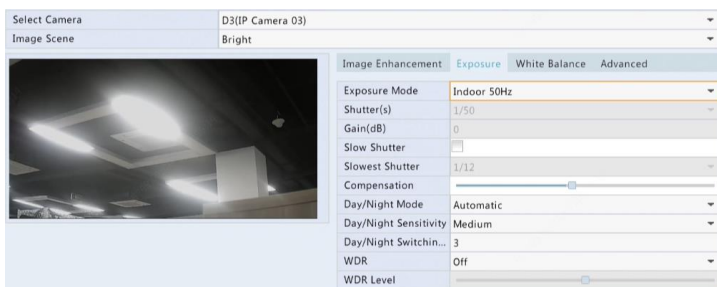 Select Camera D3(IP Camera 03)
Image Scene Bright
Image Enhancement Exposure White Balance Advanced
Exposure Mode Indoor 50Hz
Shutter(s) 1/50
Gain(dB) 0
Slow Shutter
Slowest Shutter 1/12
Compensation
Day/Night Mode Automatic
Day/Night Sensitivity Medium
Day/Night Switchin... 3
WDR Off
WDR Level